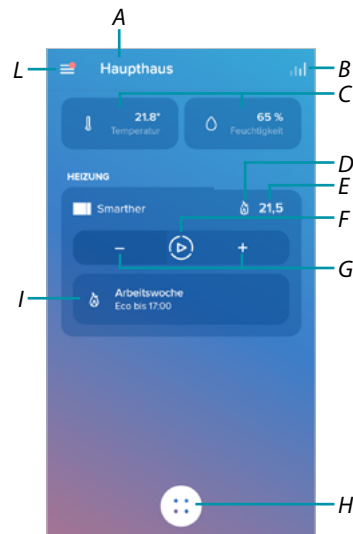 A
L
Haupthaus
B
C
21.8°
Temperatur
65 %
Feuchtigkeit
D
HEIZUNG
E
Smarther
21,5
F
–
+
G
I
Arbeitswoche
Eco bis 17:00
H